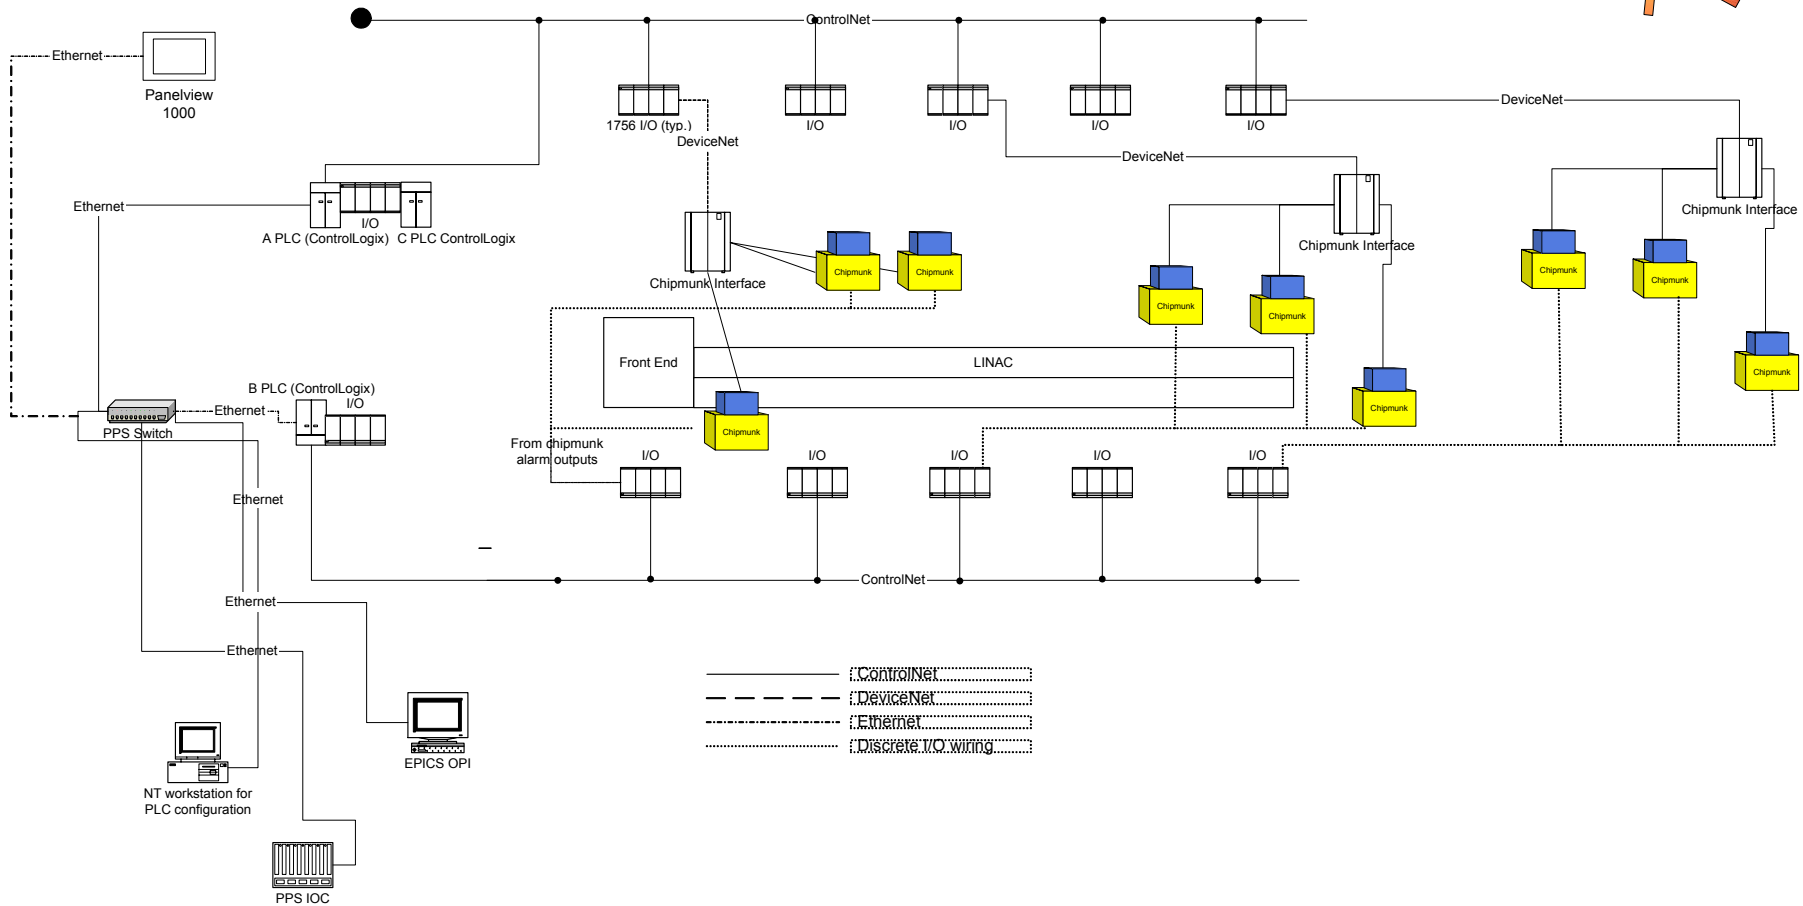 ControlNet
Ethernet
Panelview
1000
1756 I/O (typ.)
I/O
I/O
I/O
I/O
DeviceNet
DeviceNet
DeviceNet
Ethernet
I/O
A PLC (ControlLogix)
C PLC ControlLogix
Chipmunk Interface
Chipmunk Interface
Chipmunk Interface
Chipmunk
Chipmunk
Chipmunk
Chipmunk
Chipmunk
Chipmunk
Chipmunk
Chipmunk
Chipmunk
Front End
LINAC
B PLC (ControlLogix)
I/O
Ethernet
PPS Switch
Chipmunk
From chipmunk
alarm outputs
I/O
I/O
I/O
I/O
I/O
Ethernet
ControlNet
Ethernet
Ethernet
ControlNet
DeviceNet
Ethernet
Discrete I/O wiring
EPICS OPI
NT workstation for
PLC configuration
PPS IOC